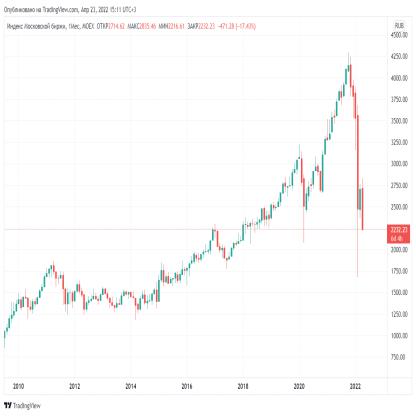 Опубликовано на TradingView.com, Апр 23, 2022 15:11 UTC+3
Индекс Московской биржи, 1Мес, MOEX ОТКР2714.62 МАКС2835.46 МИН2216.61 ЗАКР2232.23 −471.28 (−17.43%)
RUB
4500.00
4250.00
4000.00
3750.00
3500.00
3250.00
3000.00
2750.00
2500.00
2232.23
6d 4h
2000.00
1750.00
1500.00
1250.00
1000.00
750.00
2010 2012 2014 2016 2018 2020 2022
TradingView